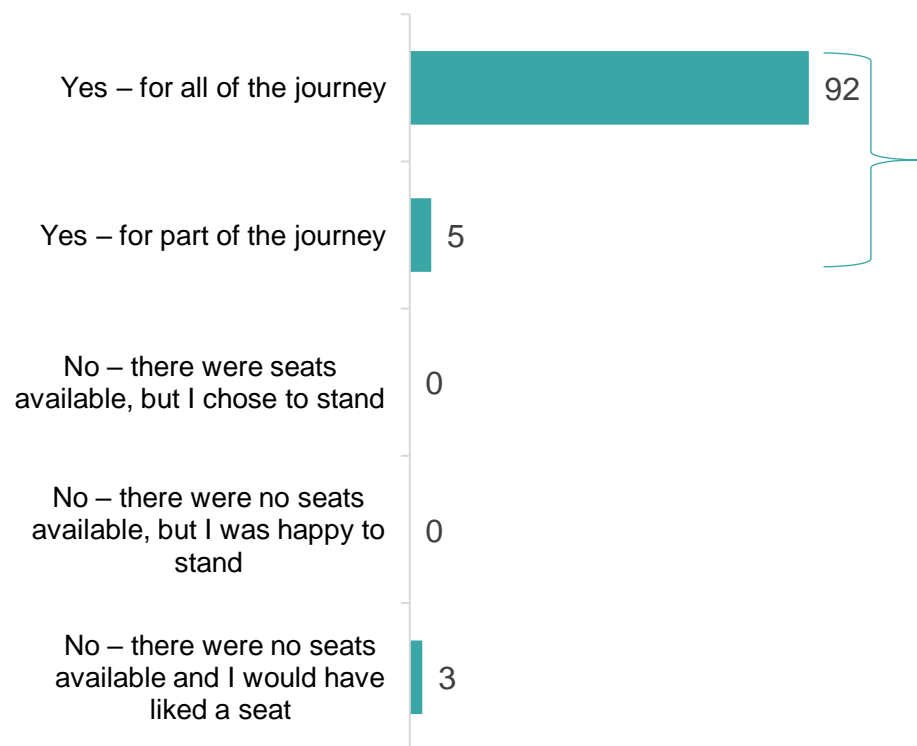 Yes – for all of the journey
92
Yes – for part of the journey
5
No – there were seats
available, but I chose to stand
0
No – there were no seats
available, but I was happy to
stand
0
No – there were no seats
available and I would have
liked a seat
3